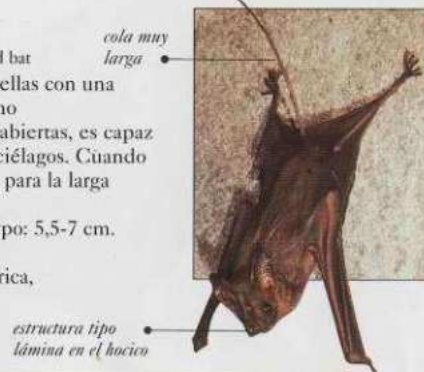 cola muy
larga
d bat
ellas con una
no
abiertas, es capaz
ciélagos. Cuando
para la larga
po: 5,5-7 cm.
rica,
estructura tipo
lámina en el hocico